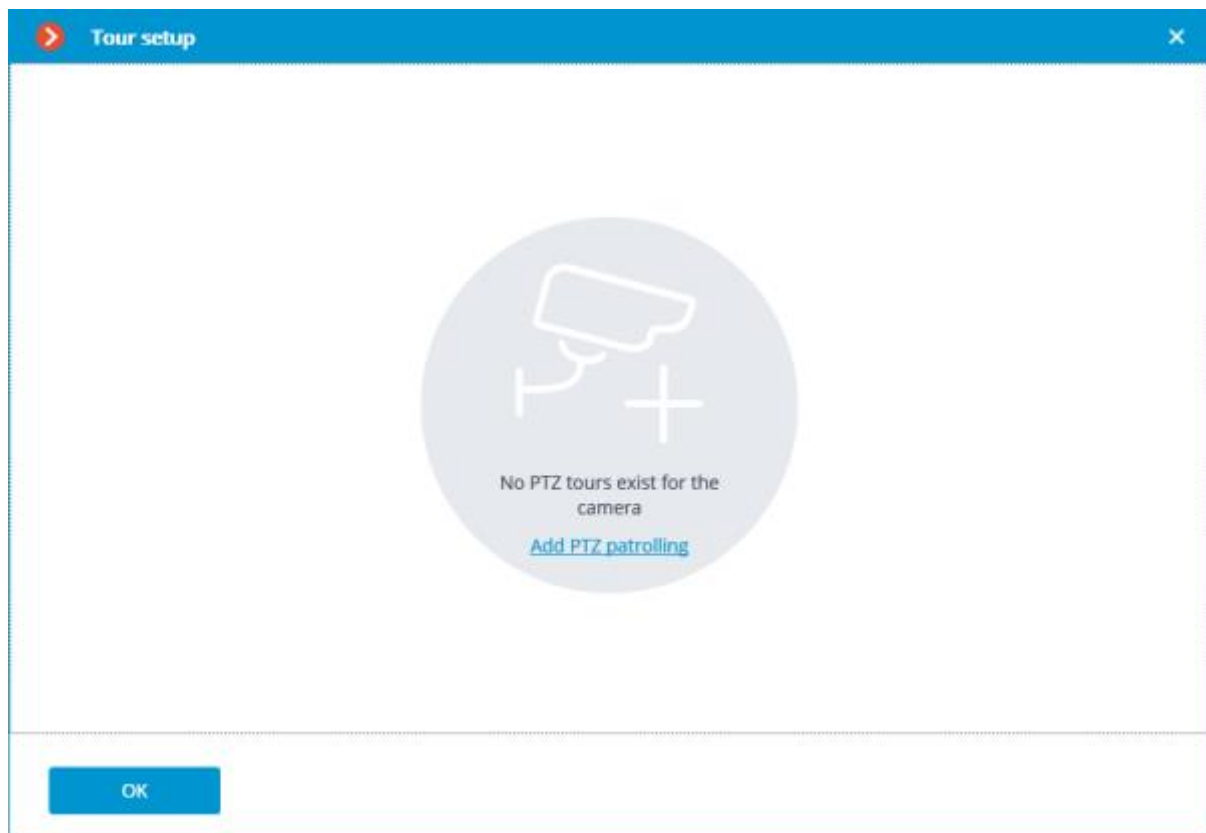 Tour setup
No PTZ tours exist for the
camera
Add PTZ patrolling
OK